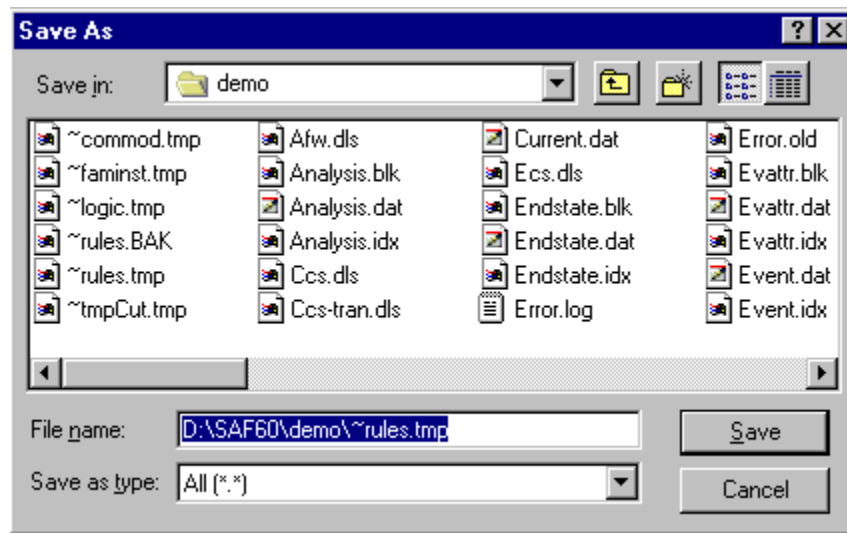 Save As
Save in: demo
~commod.tmp Afw.dls Current.dat Error.old
~faminst.tmp Analysis.blk Ecs.dls Evattr.blk
~logic.tmp Analysis.dat Endstate.blk Evattr.dat
~rules.BAK Analysis.idx Endstate.dat Evattr.idx
~rules.tmp Ccs.dls Endstate.idx Event.dat
~tmpCut.tmp Ccs-tran.dls Error.log Event.idx
File name: D:\SAF60\demo\~rules.tmp Save
Save as type: All (*.*) Cancel